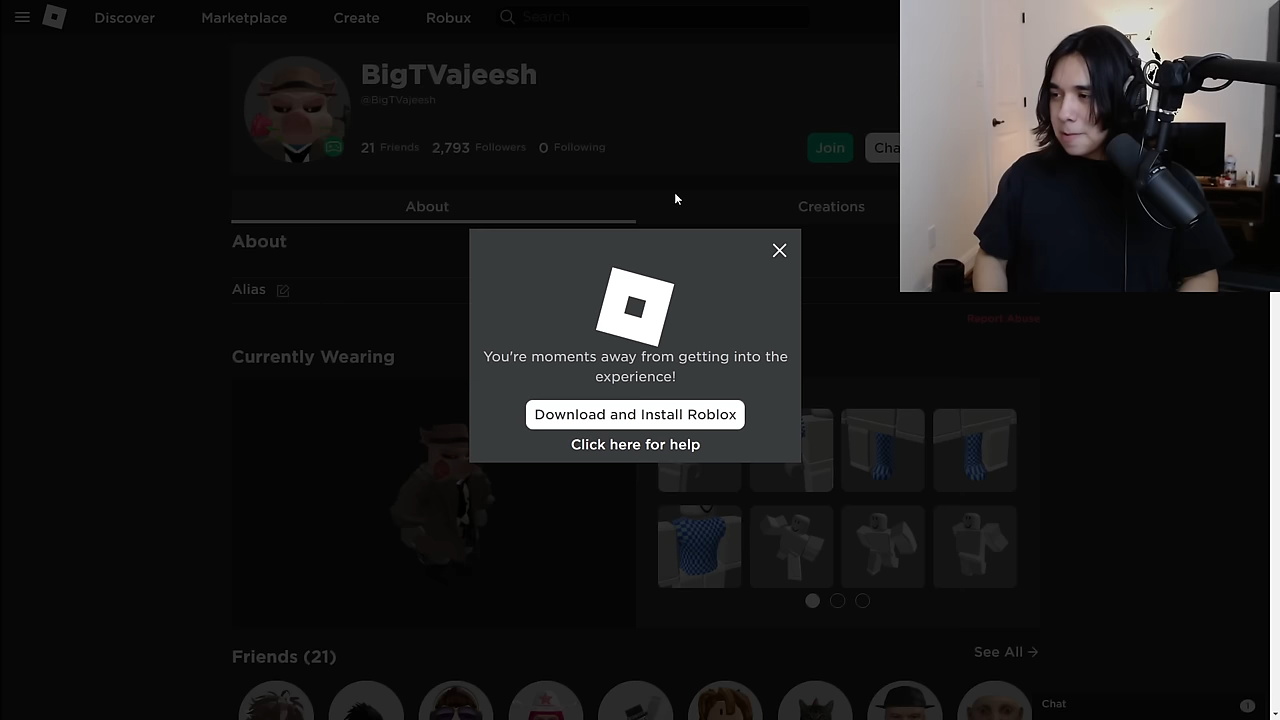 Discover
Marketplace
Create
Robux
Search
BigTVajeesh
@BigTVajeesh
21 Friends
2,793 Followers
0 Following
Join
About
Creations
About
Alias
Report Abuse
Currently Wearing
You're moments away from getting into the
experience!
Download and Install Roblox
Click here for help
Friends (21)
See All →
Chat